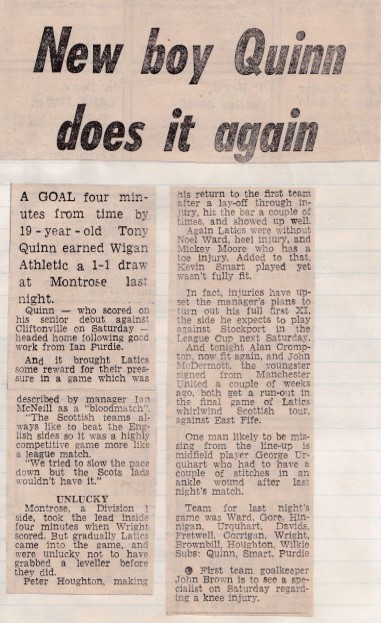 New boy Quinn
does it again
A GOAL four min-
utes from time by
19-year-old Tony
Quinn earned Wigan
Athletic a 1-1 draw
at Montrose last
night.
Quinn — who scored on
his senior debut against
Cliftonville on Saturday —
headed home following good
work from Ian Purdie.
And it brought Latics
some reward for their pres-
sure in a game which was
described by manager Ian
McNeill as a "bloodmatch".
"The Scottish teams al-
ways like to beat the Eng-
lish sides so it was a highly
competitive game more like
a league match.
"We tried to slow the pace
down but the Scots lads
wouldn't have it."
UNLUCKY
Montrose, a Division 1
side, took the lead inside
four minutes when Wright
scored. But gradually Latics
came into the game, and
were unlucky not to have
grabbed a leveller before
they did.
Peter Houghton, making
his return to the first team
after a lay-off through in-
jury, hit the bar a couple of
times, and showed up well.
Again Latics were without
Noel Ward, heel injury, and
Mickey Moore who has a
toe injury. Added to that,
Kevin Smart played yet
wasn't fully fit.
In fact, injuries have up-
set the manager's plans to
turn out his full first XI,
the side he expects to play
against Stockport in the
League Cup next Saturday.
And tonight Alan Cromp-
ton, now fit again, and John
McDermott, the youngster
signed from Manchester
United a couple of weeks
ago, both get a run-out in
the final game of Latics
whirlwind Scottish tour,
against East Fife.
One man likely to be mis-
sing from the line-up is
midfield player George Ur-
quhart who had to have a
couple of stitches in an
ankle wound after last
night's match.
Team for last night's
game was Ward, Gore, Hin-
nigan, Urquhart, Davids,
Fretwell, Corrigan, Wright,
Brownbill, Houghton, Wilkie
Subs: Quinn, Smart, Purdie
First team goalkeeper
John Brown is to see a spe-
cialist on Saturday regard-
ing a knee injury.